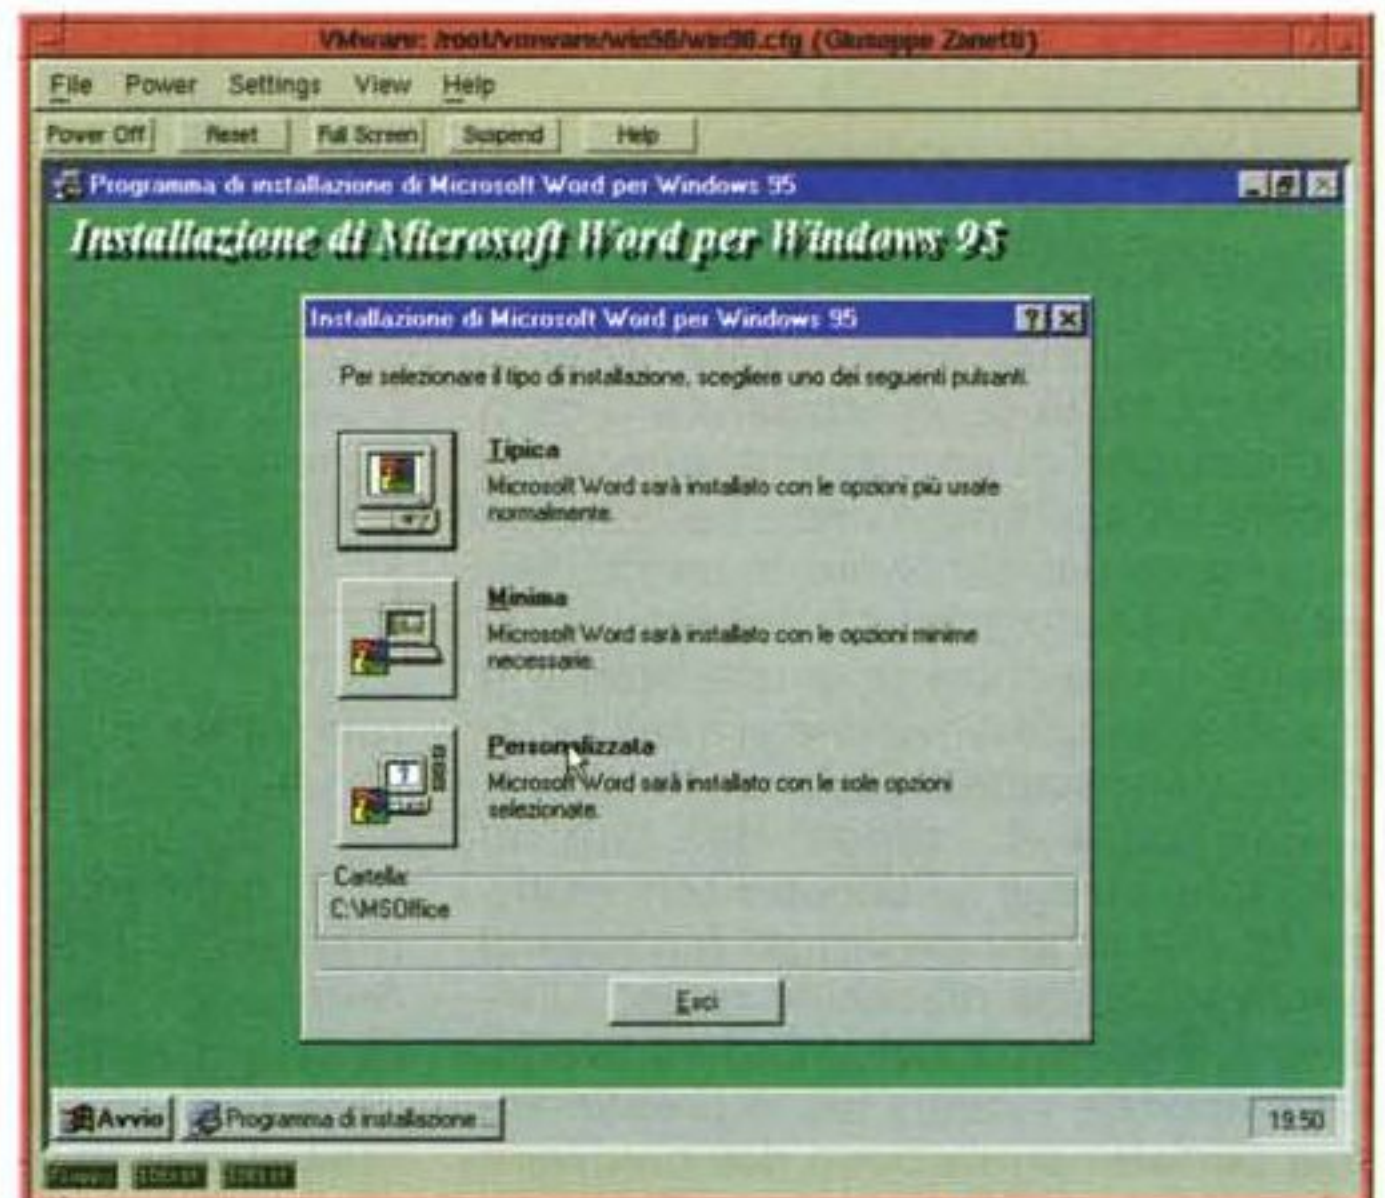 VMware: /root/vmware/win98/win98.cfg (Giuseppe Zanetti)
File Power Settings View Help
Power Off Reset Full Screen Suspend Help
Programma di installazione di Microsoft Word per Windows 95
Installazione di Microsoft Word per Windows 95
Installazione di Microsoft Word per Windows 95
Per selezionare il tipo di installazione, scegliere uno dei seguenti pulsanti.
Tipica
Microsoft Word sarà installato con le opzioni più usate
normalmente.
Minima
Microsoft Word sarà installato con le opzioni minime
necessarie.
Personalizzata
Microsoft Word sarà installato con le sole opzioni
selezionate.
Cartella:
C:\MSOffice
Esci
Avvio Programma di installazione ... 19.50
Floppy